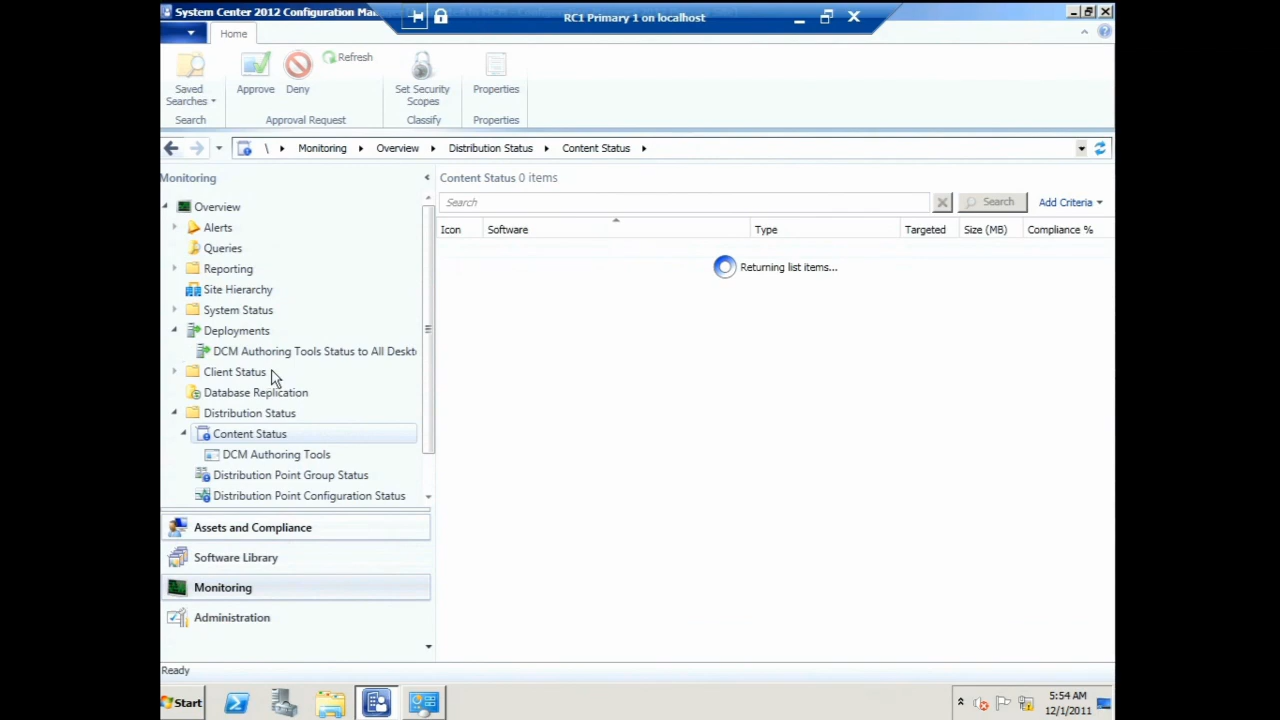 System Center 2012 Configuration Ma
RC1 Primary 1 on localhost
Home
Saved Searches
Approve
Deny
Refresh
Set Security Scopes
Properties
Search
Approval Request
Classify
Properties
\ Monitoring Overview Distribution Status Content Status
Monitoring
Content Status 0 items
Search
Search
Add Criteria
Icon Software Type Targeted Size (MB) Compliance %
Returning list items...
Overview
Alerts
Queries
Reporting
Site Hierarchy
System Status
Deployments
DCM Authoring Tools Status to All Deskt
Client Status
Database Replication
Distribution Status
Content Status
DCM Authoring Tools
Distribution Point Group Status
Distribution Point Configuration Status
Assets and Compliance
Software Library
Monitoring
Administration
Ready
Start
5:54 AM
12/1/2011